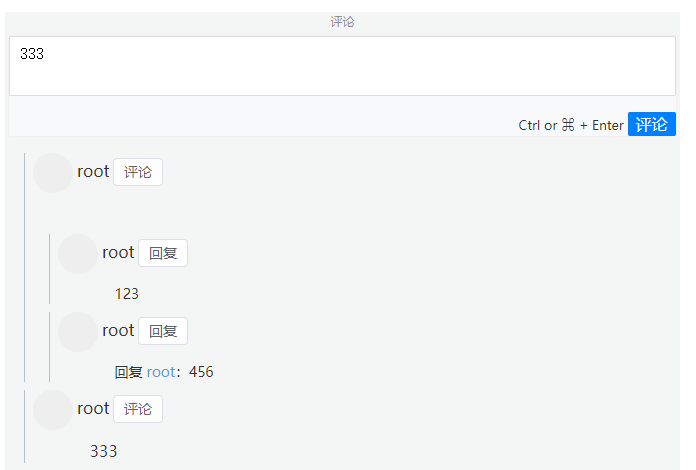 评论
333
Ctrl or ⌘ + Enter 评论
root 评论
root 回复
123
root 回复
回复 root：456
root 评论
333